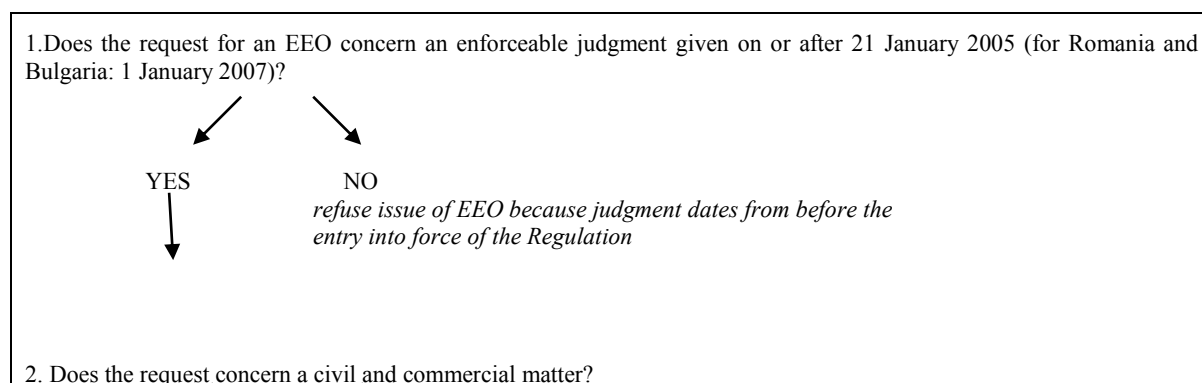 1.Does the request for an EEO concern an enforceable judgment given on or after 21 January 2005 (for Romania and
Bulgaria: 1 January 2007)?
YES NO
refuse issue of EEO because judgment dates from before the
entry into force of the Regulation
2. Does the request concern a civil and commercial matter?